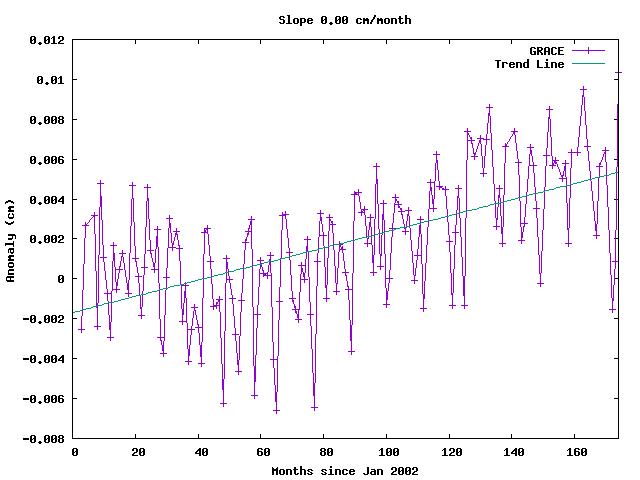 Slope 0.00 cm/month
GRACE
Trend Line
0.012
0.01
0.008
0.006
0.004
0.002
0
-0.002
-0.004
-0.006
-0.008
Anomaly (cm)
0 20 40 60 80 100 120 140 160
Months since Jan 2002